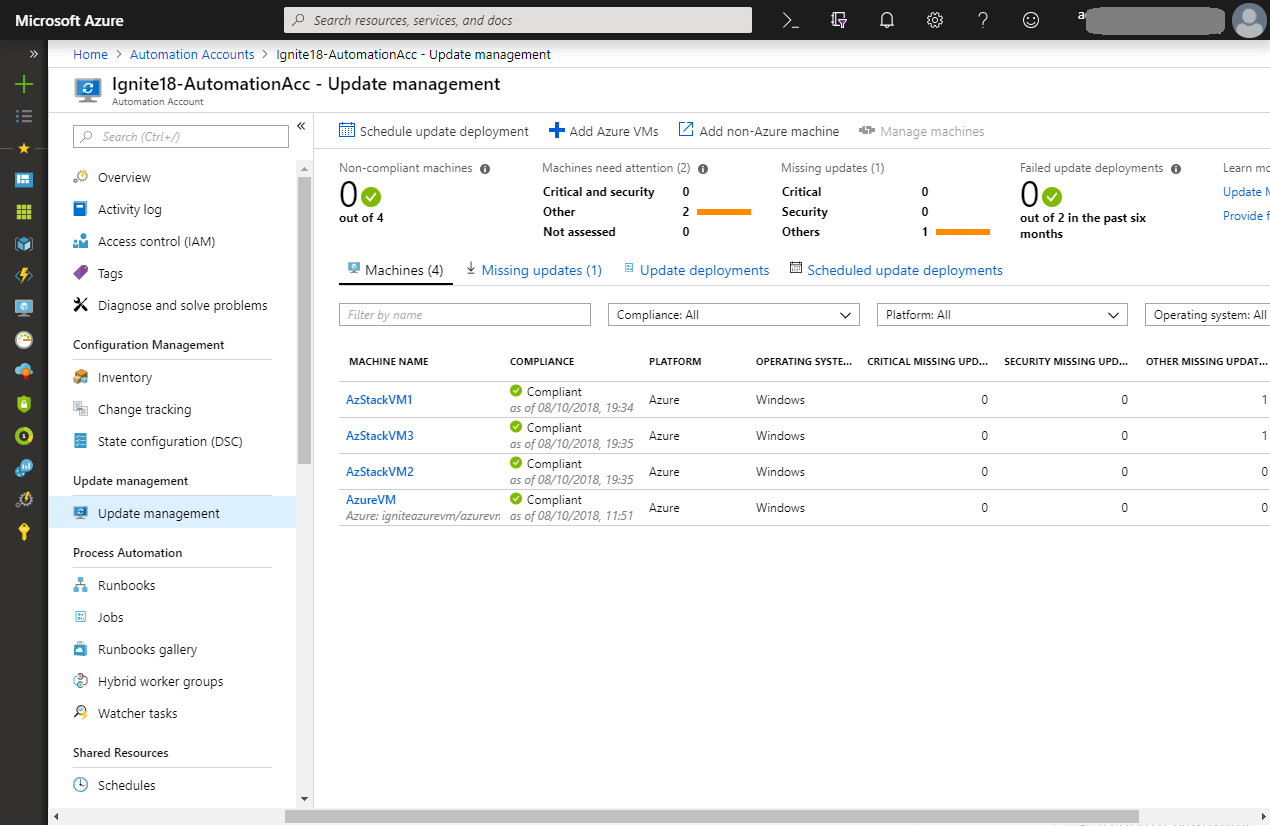 Microsoft Azure
Search resources, services, and docs
Home > Automation Accounts > Ignite18-AutomationAcc - Update management
Ignite18-AutomationAcc - Update management
Automation Account
Search (Ctrl+/)
Overview
Activity log
Access control (IAM)
Tags
Diagnose and solve problems
Configuration Management
Inventory
Change tracking
State configuration (DSC)
Update management
Update management
Process Automation
Runbooks
Jobs
Runbooks gallery
Hybrid worker groups
Watcher tasks
Shared Resources
Schedules
Schedule update deployment Add Azure VMs Add non-Azure machine Manage machines
Non-compliant machines
0
out of 4
Machines need attention (2)
Critical and security 0
Other 2
Not assessed 0
Missing updates (1)
Critical 0
Security 0
Others 1
Failed update deployments
0
out of 2 in the past six
months
Learn mo
Update M
Provide f
Machines (4) Missing updates (1) Update deployments Scheduled update deployments
Filter by name Compliance: All Platform: All Operating system: All
MACHINE NAME COMPLIANCE PLATFORM OPERATING SYSTE... CRITICAL MISSING UPD... SECURITY MISSING UPD... OTHER MISSING UPDAT...
AzStackVM1 Compliant Azure Windows 0 0 1
as of 08/10/2018, 19:34
AzStackVM3 Compliant Azure Windows 0 0 1
as of 08/10/2018, 19:35
AzStackVM2 Compliant Azure Windows 0 0 0
as of 08/10/2018, 19:35
AzureVM Compliant Azure Windows 0 0 0
Azure: igniteazurevm/azurevm as of 08/10/2018, 11:51